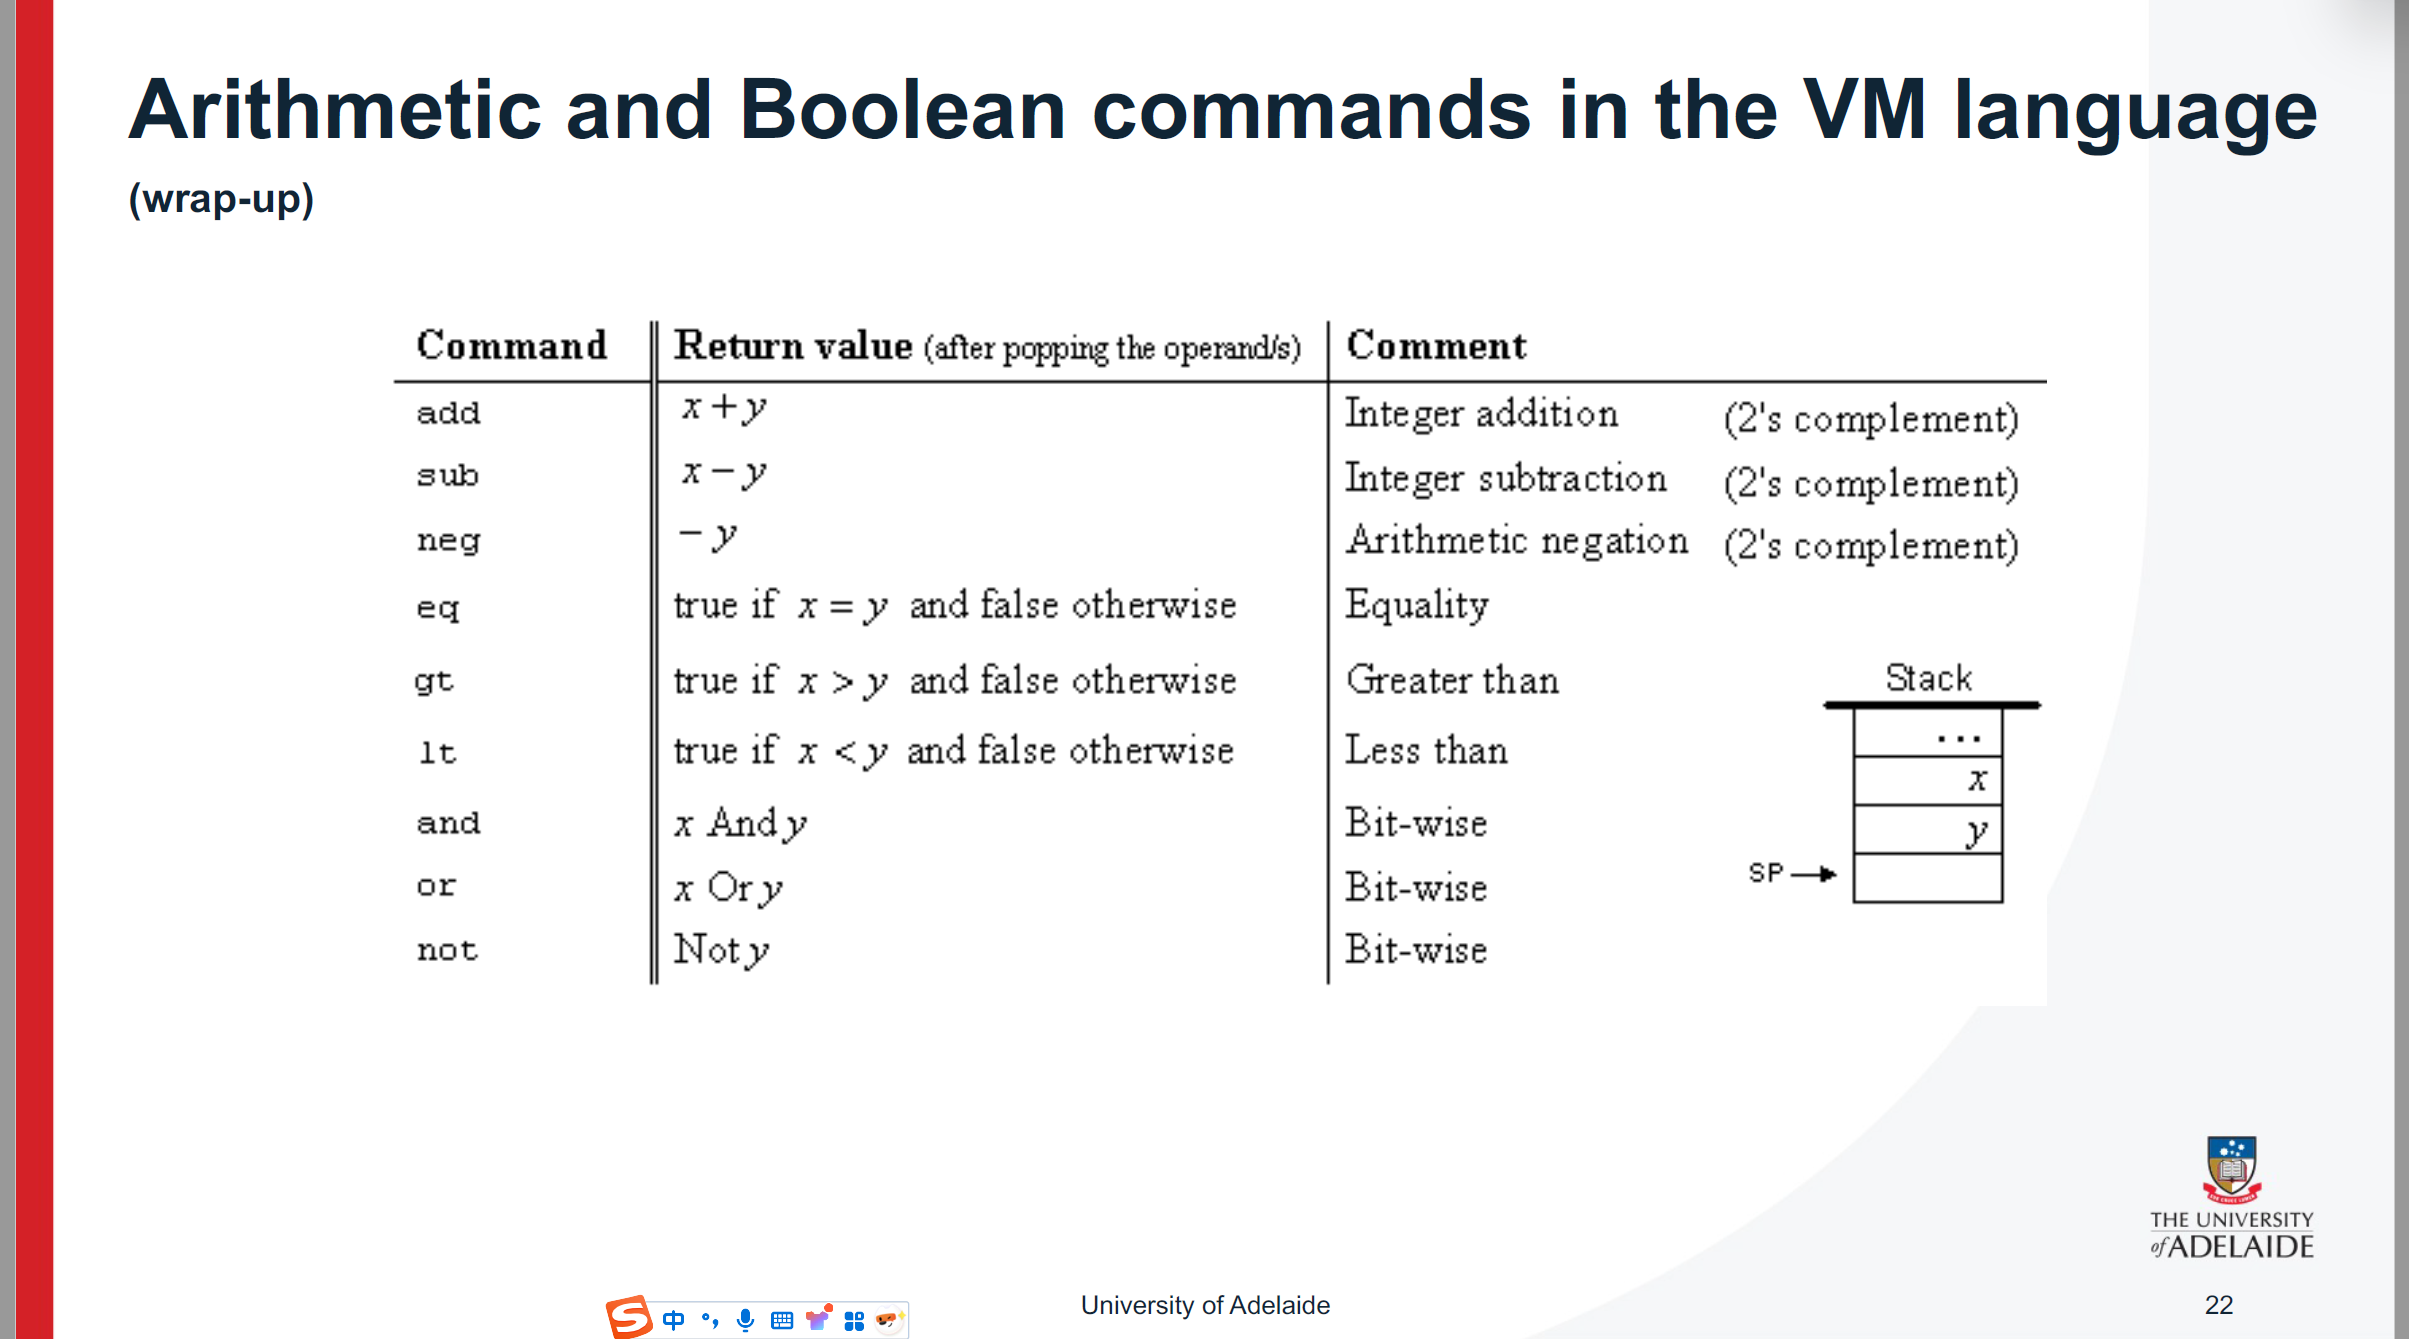 Arithmetic and Boolean commands in the VM language
(wrap-up)
Command Return value (after popping the operand/s) Comment
add x + y Integer addition (2's complement)
sub x − y Integer subtraction (2's complement)
neg − y Arithmetic negation (2's complement)
eq true if x = y and false otherwise Equality
gt true if x > y and false otherwise Greater than
lt true if x < y and false otherwise Less than
and x And y Bit-wise
or x Or y Bit-wise
not Not y Bit-wise
Stack
...
x
y
SP
THE UNIVERSITY
of ADELAIDE
University of Adelaide
22
S 中